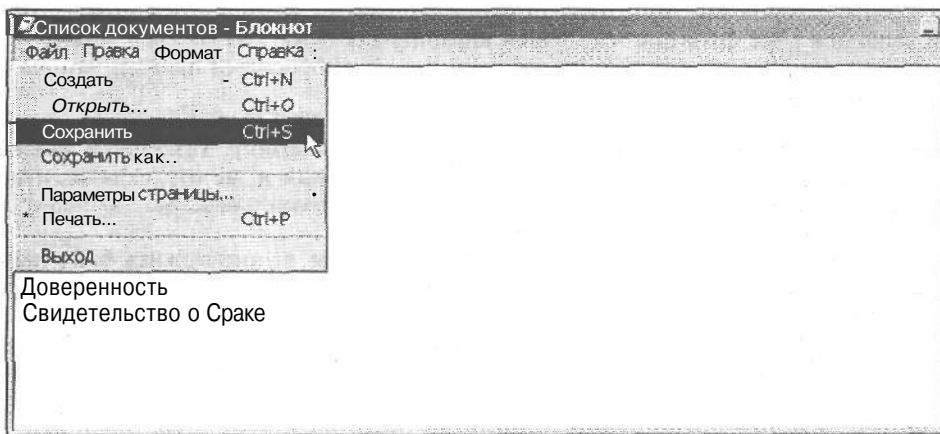 Список документов - Блокнот
Файл Правка Формат Справка :
Создать - Ctrl+N
Открыть... . Ctrl+O
Сохранить Ctrl+S
Сохранить как..
Параметры страницы...
* Печать... Ctrl+P
Выход
Доверенность
Свидетельство о Сраке